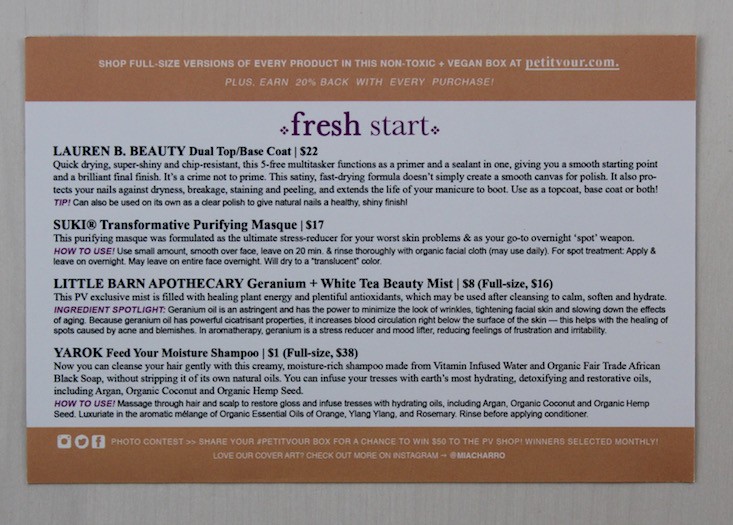 SHOP FULL-SIZE VERSIONS OF EVERY PRODUCT IN THIS NON-TOXIC + VEGAN BOX AT petitvour.com.
PLUS, EARN 20% BACK WITH EVERY PURCHASE!
fresh start
LAUREN B. BEAUTY Dual Top/Base Coat | $22
Quick drying, super-shiny and chip-resistant, this 5-free multitasker functions as a primer and a sealant in one, giving you a smooth starting point
and a brilliant final finish. It's a crime not to prime. This satiny, fast-drying formula doesn't simply create a smooth canvas for polish. It also pro-
tects your nails against dryness, breakage, staining and peeling, and extends the life of your manicure to boot. Use as a topcoat, base coat or both!
TIP! Can also be used on its own as a clear polish to give natural nails a healthy, shiny finish!
SUKI® Transformative Purifying Masque | $17
This purifying masque was formulated as the ultimate stress-reducer for your worst skin problems & as your go-to overnight 'spot' weapon.
HOW TO USE! Use small amount, smooth over face, leave on 20 min. & rinse thoroughly with organic facial cloth (may use daily). For spot treatment: Apply &
leave on overnight. May leave on entire face overnight. Will dry to a "translucent" color.
LITTLE BARN APOTHECARY Geranium + White Tea Beauty Mist | $8 (Full-size, $16)
This PV exclusive mist is filled with healing plant energy and plentiful antioxidants, which may be used after cleansing to calm, soften and hydrate.
INGREDIENT SPOTLIGHT: Geranium oil is an astringent and has the power to minimize the look of wrinkles, tightening facial skin and slowing down the effects
of aging. Because geranium oil has powerful cicatrisant properties, it increases blood circulation right below the surface of the skin — this helps with the healing of
spots caused by acne and blemishes. In aromatherapy, geranium is a stress reducer and mood lifter, reducing feelings of frustration and irritability.
YAROK Feed Your Moisture Shampoo | $1 (Full-size, $38)
Now you can cleanse your hair gently with this creamy, moisture-rich shampoo made from Vitamin Infused Water and Organic Fair Trade African
Black Soap, without stripping it of its own natural oils. You can infuse your tresses with earth's most hydrating, detoxifying and restorative oils,
including Argan, Organic Coconut and Organic Hemp Seed.
HOW TO USE! Massage through hair and scalp to restore gloss and infuse tresses with hydrating oils, including Argan, Organic Coconut and Organic Hemp
Seed. Luxuriate in the aromatic mélange of Organic Essential Oils of Orange, Ylang Ylang, and Rosemary. Rinse before applying conditioner.
PHOTO CONTEST >> SHARE YOUR #PETITVOUR BOX FOR A CHANCE TO WIN $50 TO THE PV SHOP! WINNERS SELECTED MONTHLY!
LOVE OUR COVER ART? CHECK OUT MORE ON INSTAGRAM → @MIACHARRO